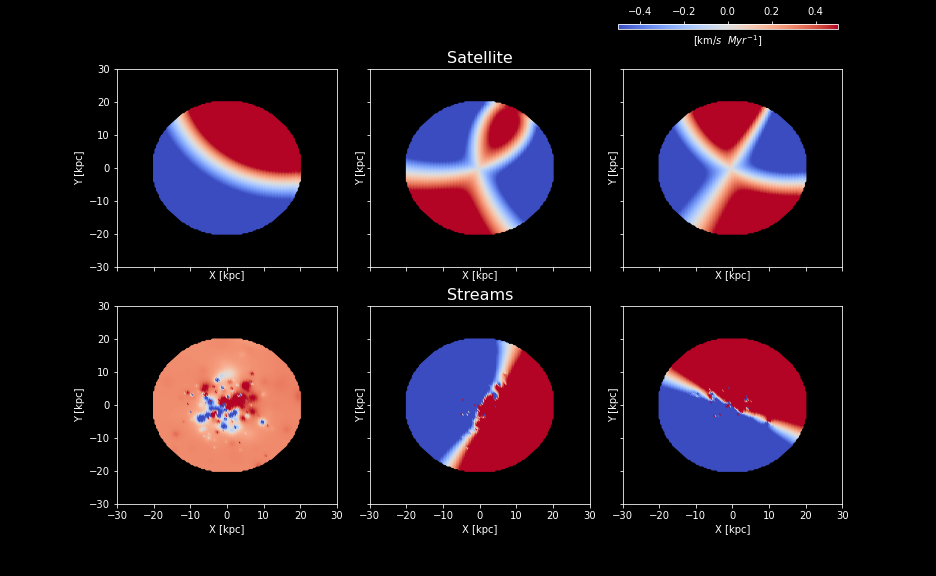 −0.4 −0.2 0.0 0.2 0.4
[km/s Myr⁻¹]
Satellite
30
20
10
0
−10
−20
−30
Y [kpc]
Y [kpc]
Y [kpc]
X [kpc]
X [kpc]
X [kpc]
Streams
30
20
10
0
−10
−20
−30
Y [kpc]
Y [kpc]
Y [kpc]
−30 −20 −10 0 10 20 30
−30 −20 −10 0 10 20 30
−30 −20 −10 0 10 20 30
X [kpc]
X [kpc]
X [kpc]